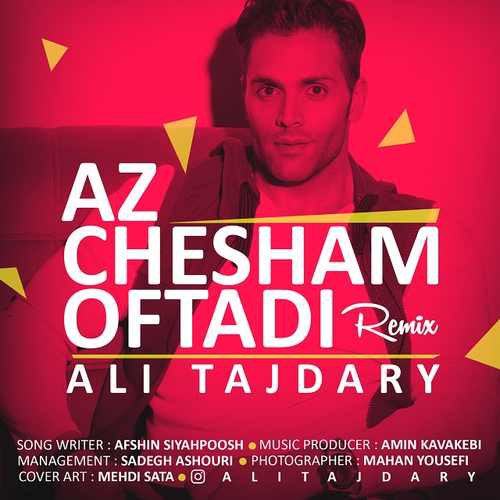 AZ
CHESHAM
OFTADI Remix
ALI TAJDARY
SONG WRITER : AFSHIN SIYAHPOOSH ● MUSIC PRODUCER : AMIN KAVAKEBI
MANAGEMENT : SADEGH ASHOURI ● PHOTOGRAPHER : MAHAN YOUSEFI
COVER ART : MEHDI SATA ● ALITAJDARY